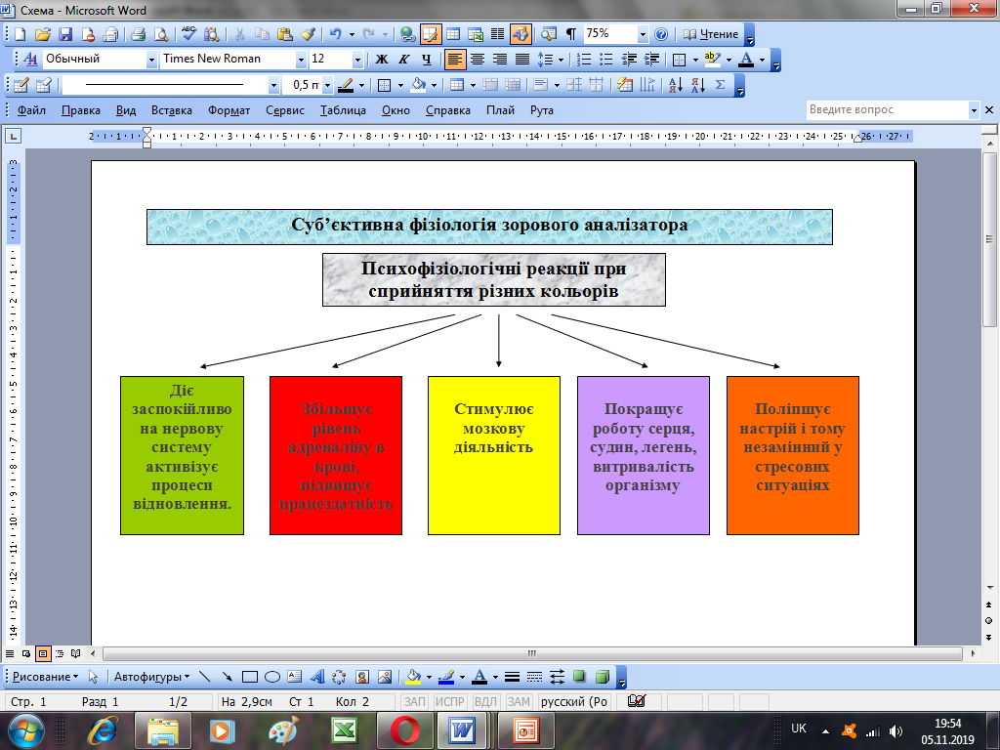 Схема - Microsoft Word
75%
Чтение
Обычный
Times New Roman
12
Ж К Ч
0,5 п
Файл Правка Вид Вставка Формат Сервис Таблица Окно Справка Плай Рута
Введите вопрос
Суб’єктивна фізіологія зорового аналізатора
Психофізіологічні реакції при
сприйняття різних кольорів
Діє
заспокійливо
на нервову
систему
активізує
процеси
відновлення.
Збільшує
рівень
адреналіну в
крові,
підвищує
працездатність
Стимулює
мозкову
діяльність
Покращує
роботу серця,
судин, легень,
витривалість
організму
Поліпшує
настрій і тому
незамінний у
стресових
ситуаціях
Рисование
Автофигуры
Стр. 1 Разд 1 1/2 На 2,9см Ст 1 Кол 2 ЗАП ИСПР ВДЛ ЗАМ русский (Ро
UK
19:54
05.11.2019